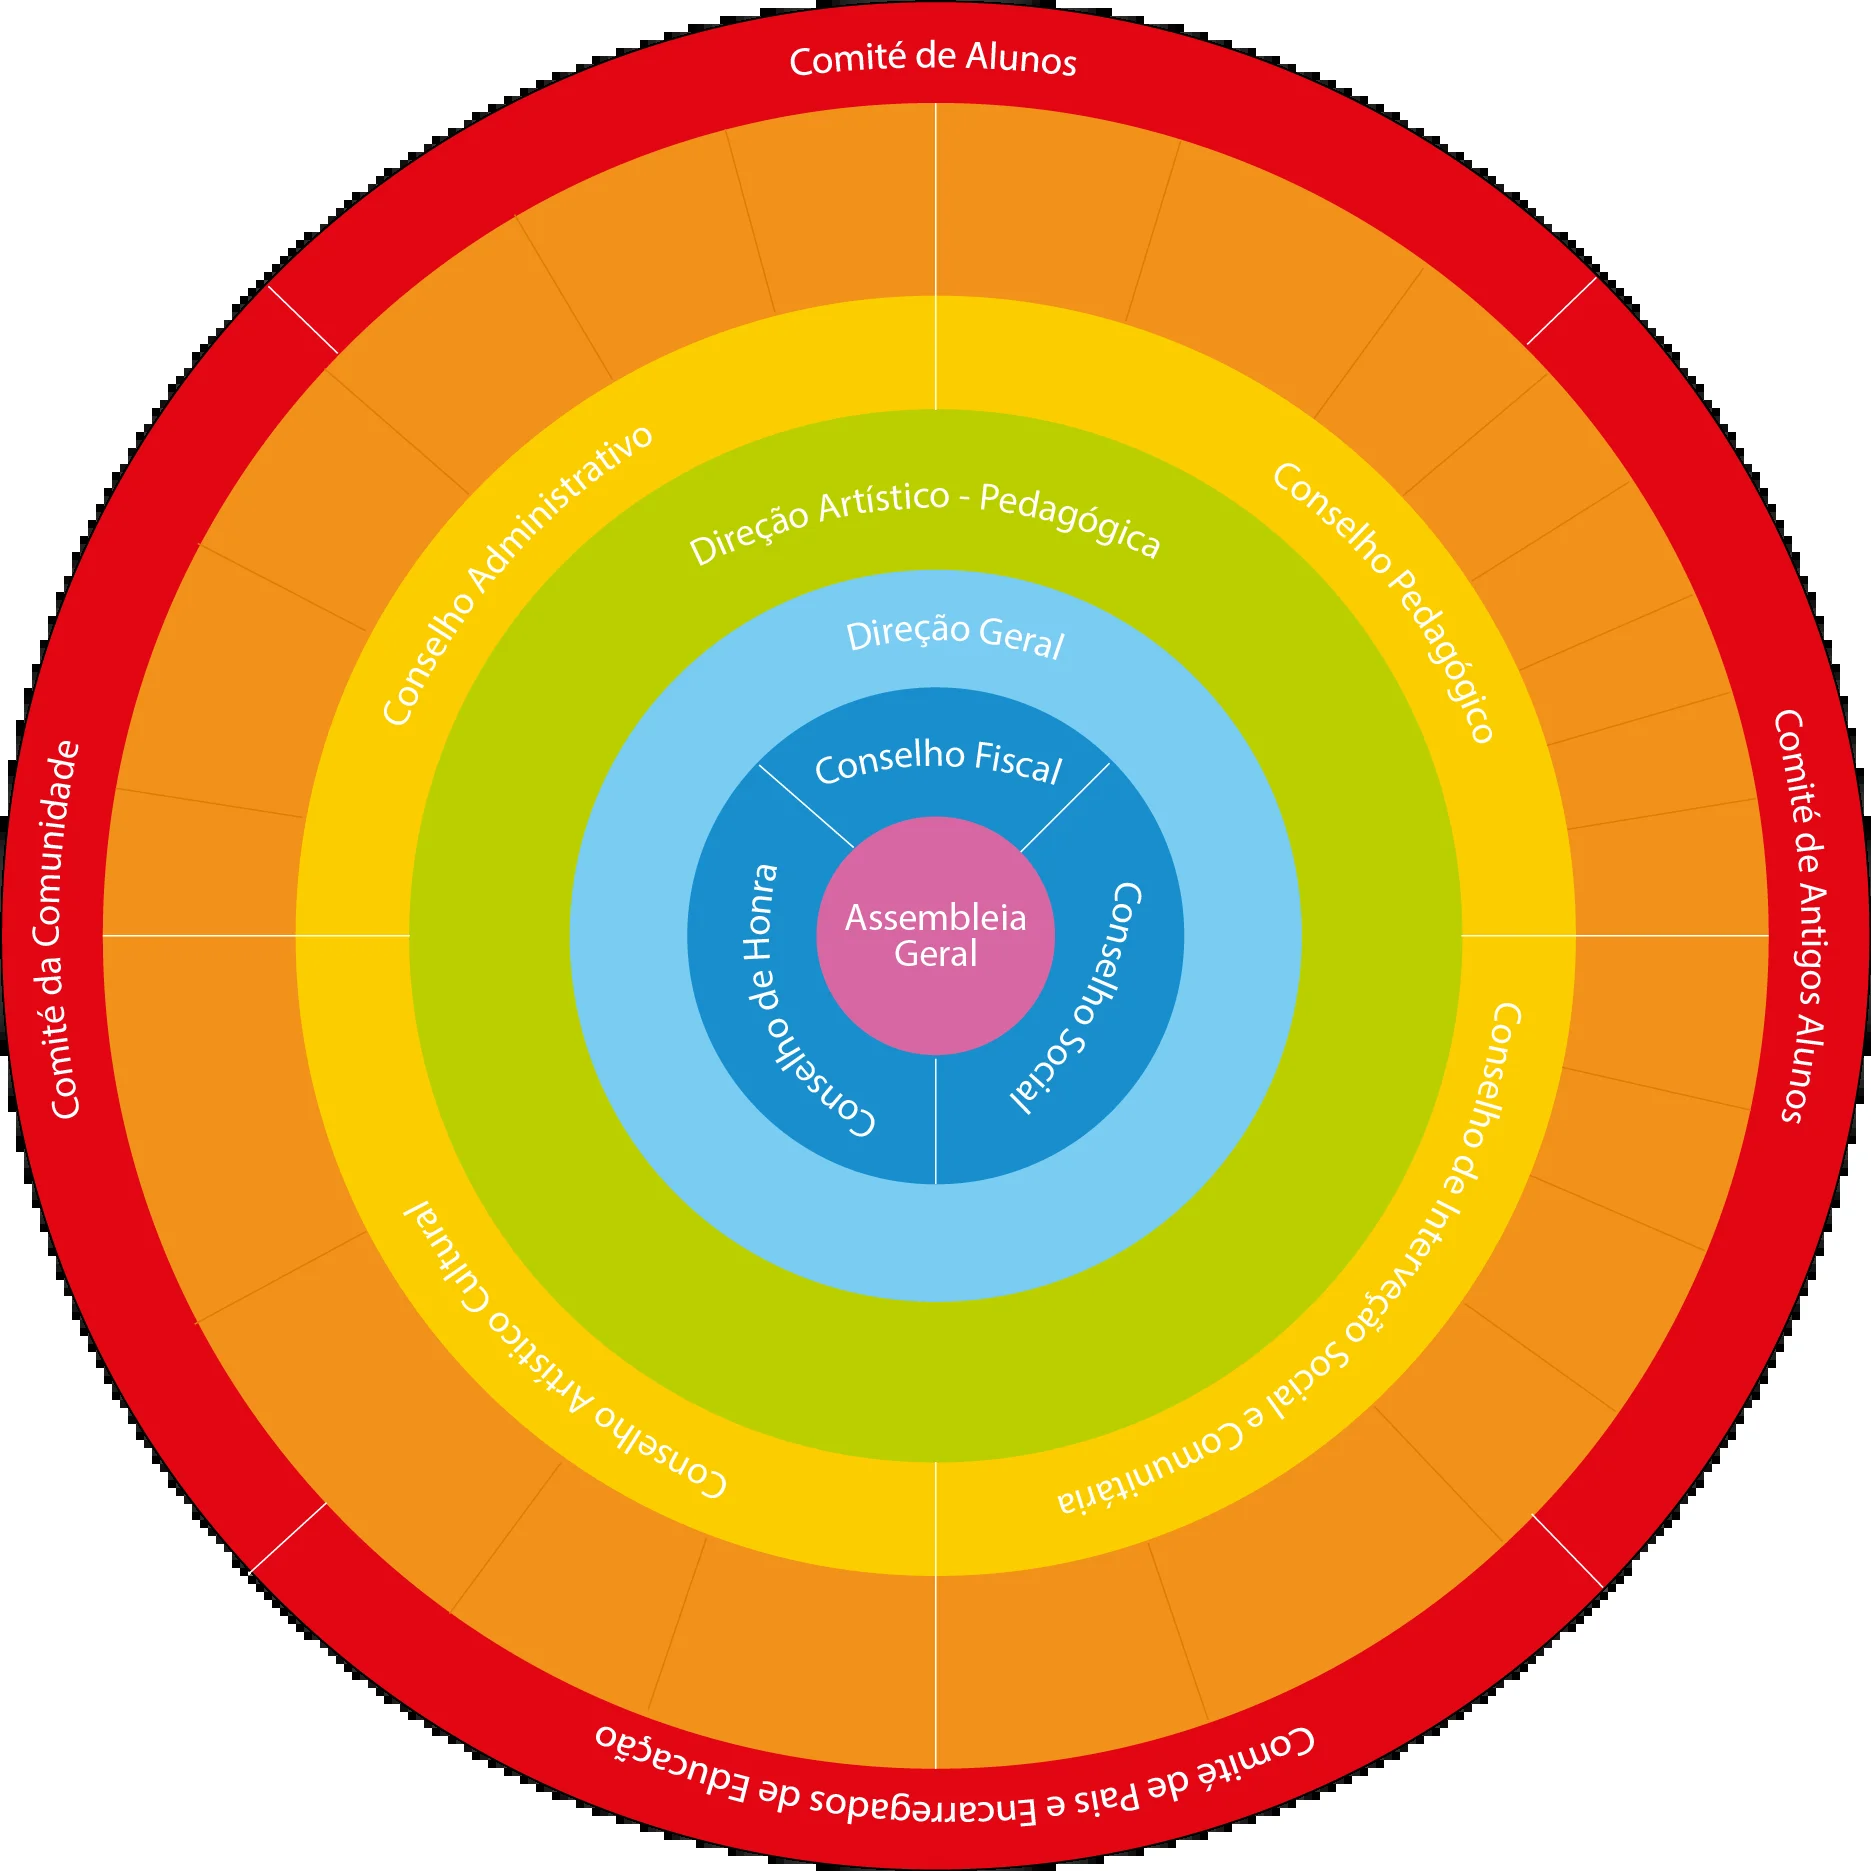 Comité de Alunos
Comité de Antigos Alunos
Comité de Pais e Encarregados de Educação
Comité da Comunidade
Conselho Administrativo
Conselho Pedagógico
Conselho de Interveção Social e Comunitária
Conselho Artístico Cultural
Direção Artístico - Pedagógica
Direção Geral
Conselho Fiscal
Conselho Social
Conselho de Honra
Assembleia
Geral